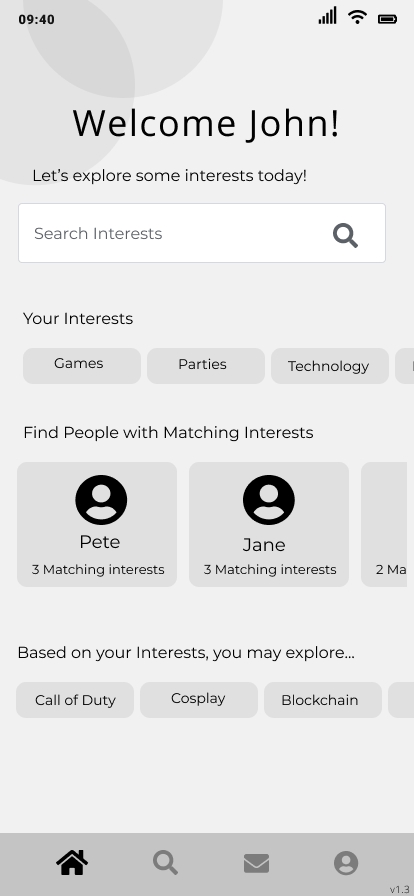 09:40
Welcome John!
Let's explore some interests today!
Search Interests
Your Interests
Games Parties Technology
Find People with Matching Interests
Pete Jane
3 Matching interests 3 Matching interests 2 Ma
Based on your Interests, you may explore...
Call of Duty Cosplay Blockchain
v1.3